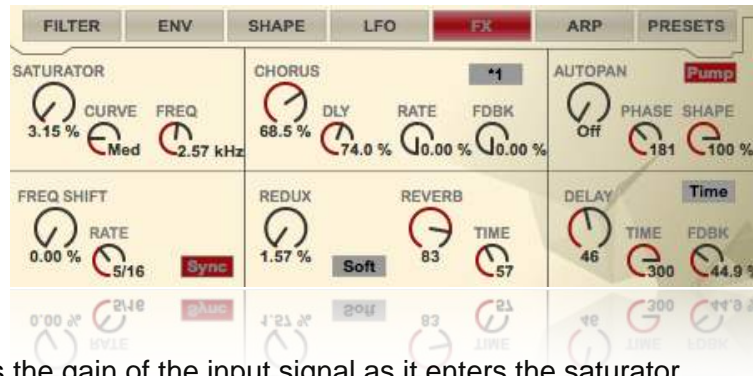 FILTER ENV SHAPE LFO FX ARP PRESETS
SATURATOR CHORUS *1 AUTOPAN Pump
CURVE FREQ DLY RATE FDBK PHASE SHAPE
3.15 % Med 2.57 kHz 68.5 % 74.0 % 0.00 % 0.00 % Off 181 100 %
FREQ SHIFT REDUX REVERB DELAY Time
RATE TIME TIME FDBK
0.00 % 5/16 Sync 1.57 % Soft 83 57 46 300 44.9 %
the gain of the input signal as it enters the saturator